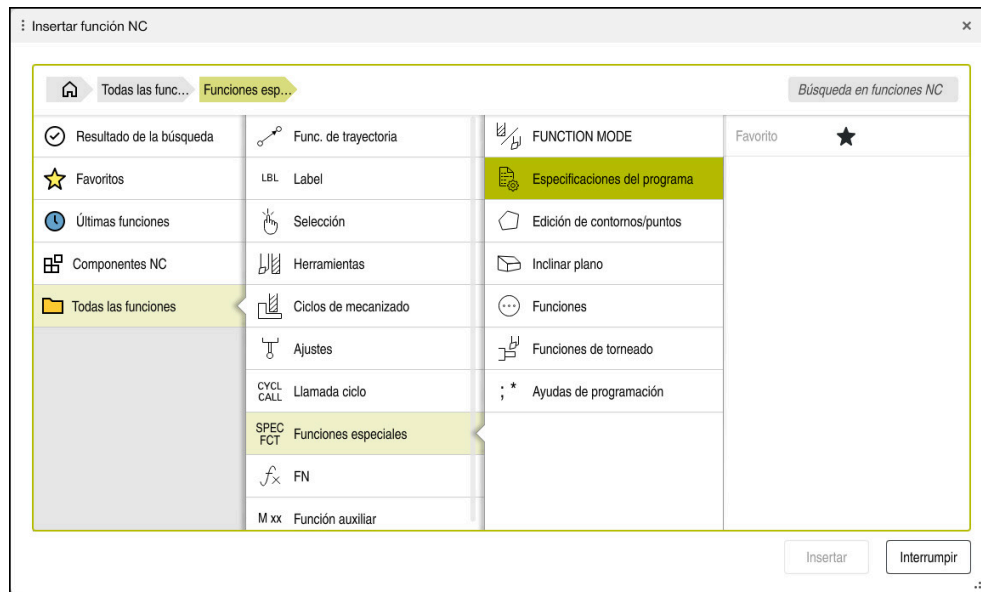 Insertar función NC
Todas las func... Funciones esp... Búsqueda en funciones NC
Resultado de la búsqueda
Favoritos
Últimas funciones
Componentes NC
Todas las funciones
Func. de trayectoria
LBL Label
Selección
Herramientas
Ciclos de mecanizado
Ajustes
CYCL CALL Llamada ciclo
SPEC FCT Funciones especiales
fx FN
M xx Función auxiliar
FUNCTION MODE
Especificaciones del programa
Edición de contornos/puntos
Inclinar plano
Funciones
Funciones de torneado
; * Ayudas de programación
Favorito
Insertar Interrumpir